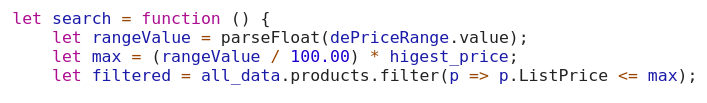 let search = function () {
let rangeValue = parseFloat(dePriceRange.value);
let max = (rangeValue / 100.00) * higest_price;
let filtered = all_data.products.filter(p => p.ListPrice <= max);